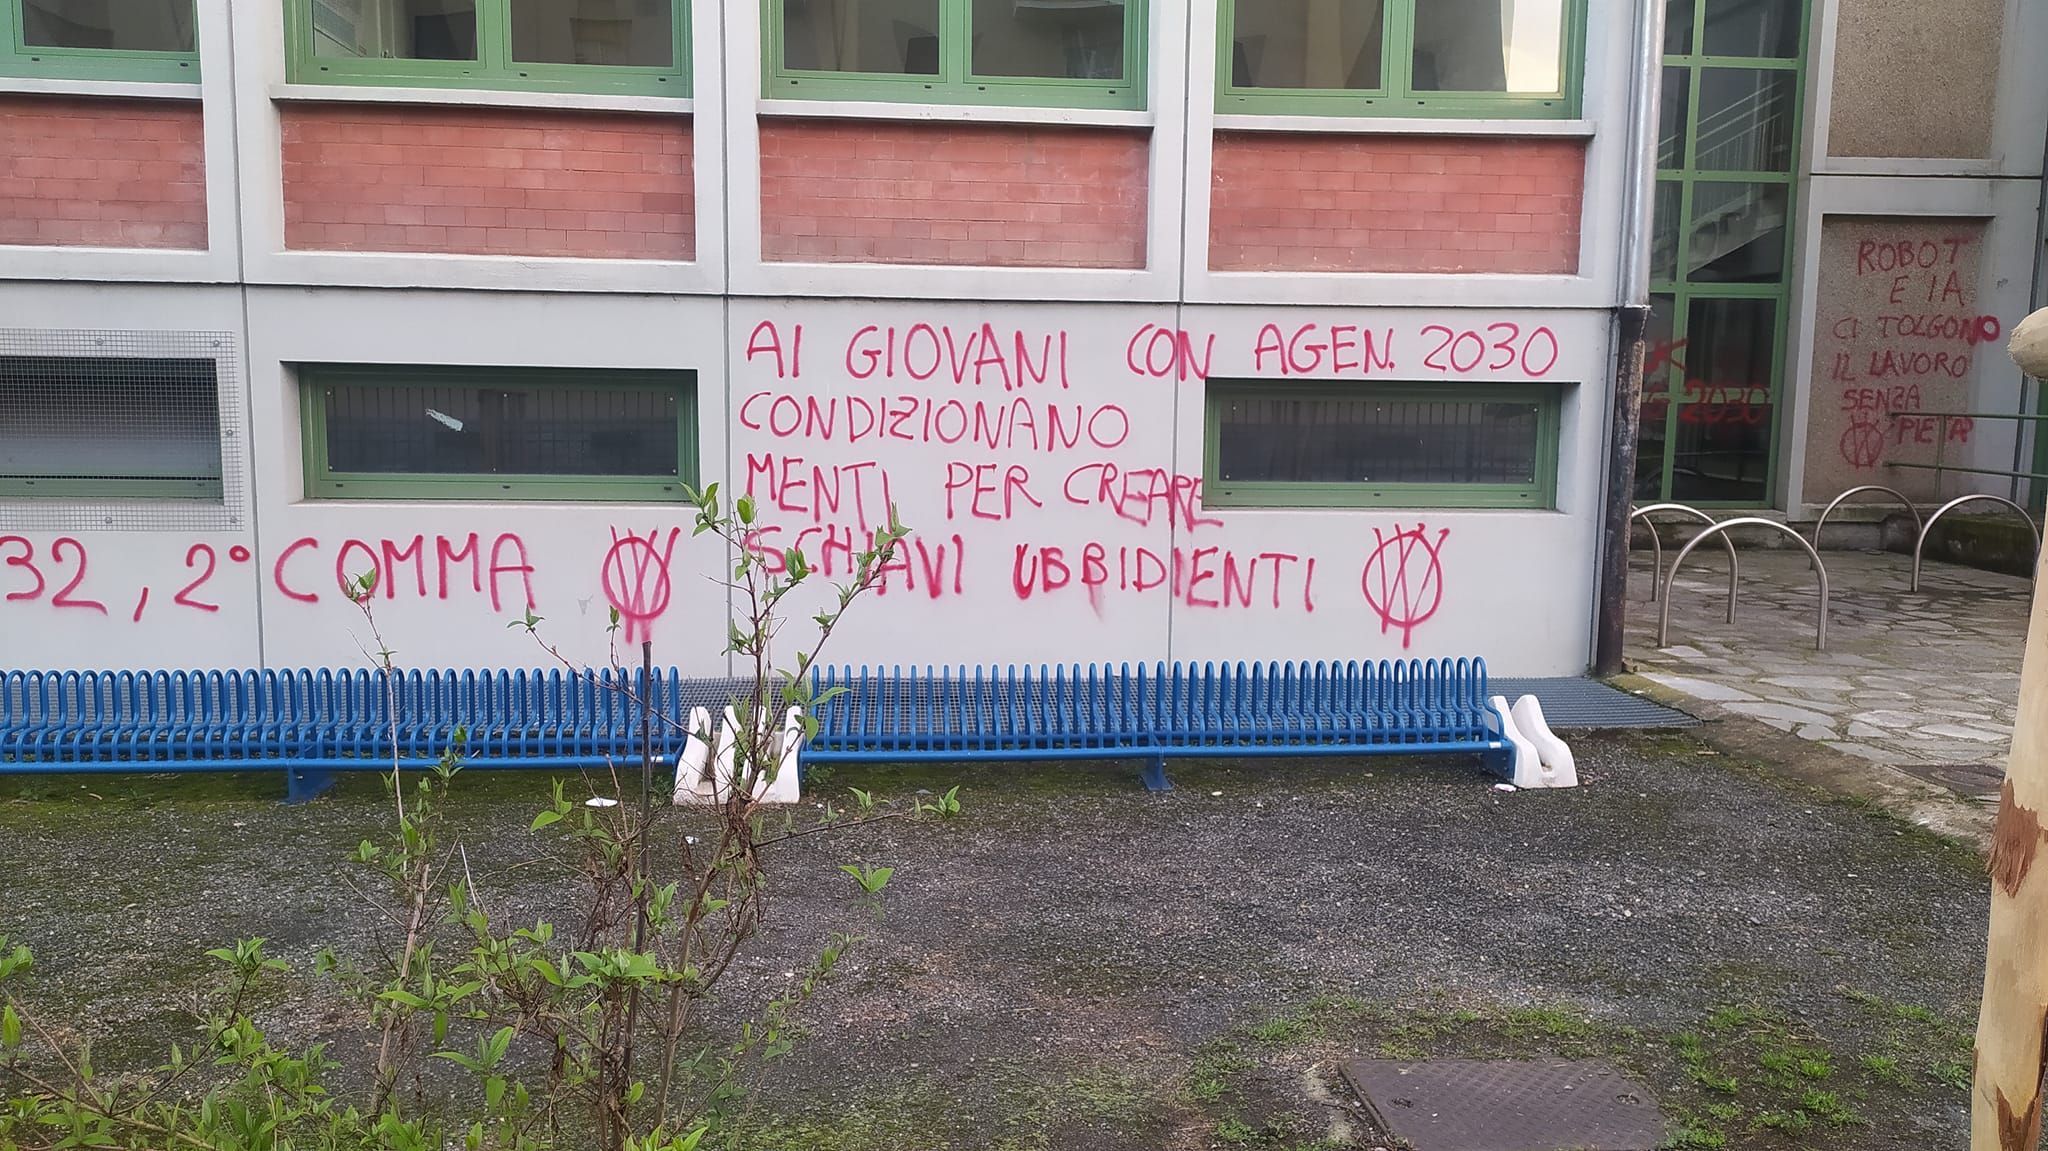 32, 2° COMMA
AI GIOVANI CON AGEN. 2030
CONDIZIONANO
MENTI PER CREARE
SCHIAVI UBBIDIENTI
2030
ROBOT
E IA
CI TOLGONO
IL LAVORO
SENZA
PIETÀ